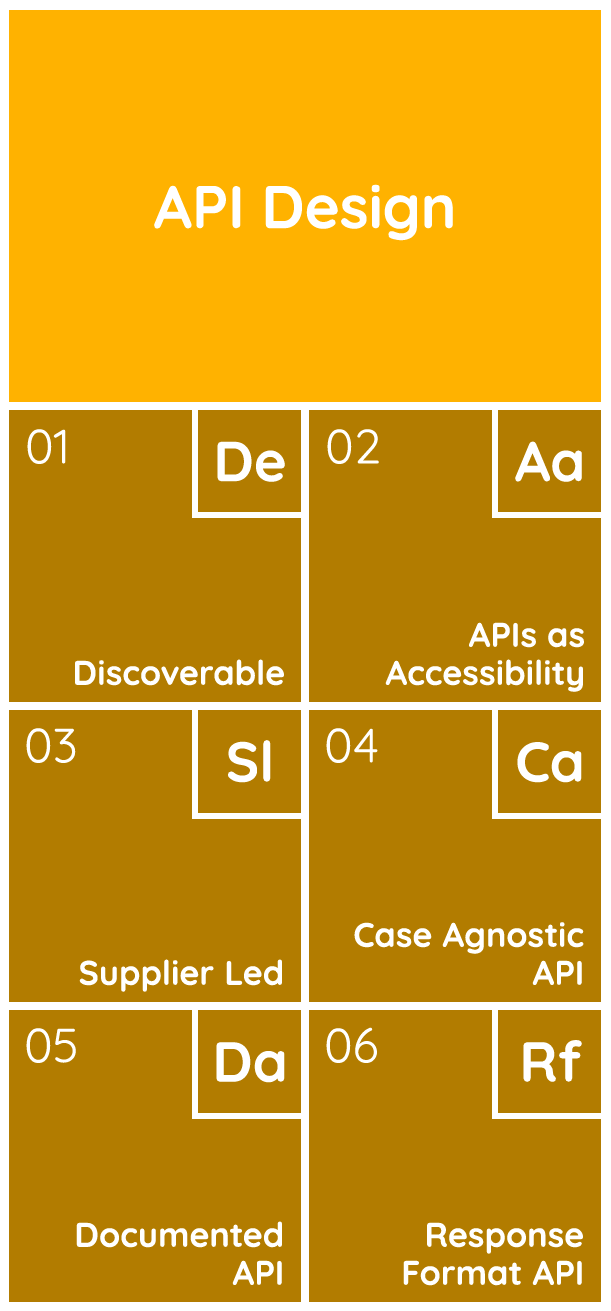 API Design
01
De
Discoverable
02
Aa
APIs as
Accessibility
03
Sl
Supplier Led
04
Ca
Case Agnostic
API
05
Da
Documented
API
06
Rf
Response
Format API